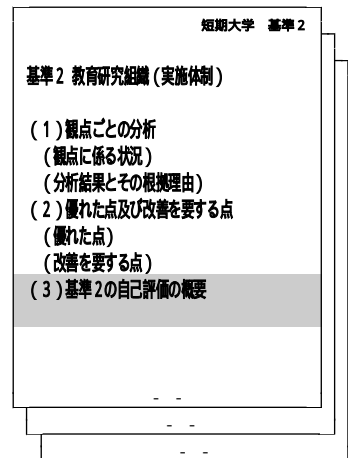 短期大学 基準2
基準2 教育研究組織(実施体制)
(1)観点ごとの分析
(観点に係る状況)
(分析結果とその根拠理由)
(2)優れた点及び改善を要する点
(優れた点)
(改善を要する点)
(3)基準2の自己評価の概要
- -
- -
- -